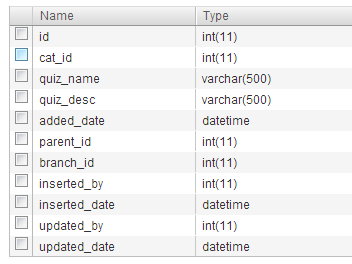 Name Type
id int(11)
cat_id int(11)
quiz_name varchar(500)
quiz_desc varchar(500)
added_date datetime
parent_id int(11)
branch_id int(11)
inserted_by int(11)
inserted_date datetime
updated_by int(11)
updated_date datetime